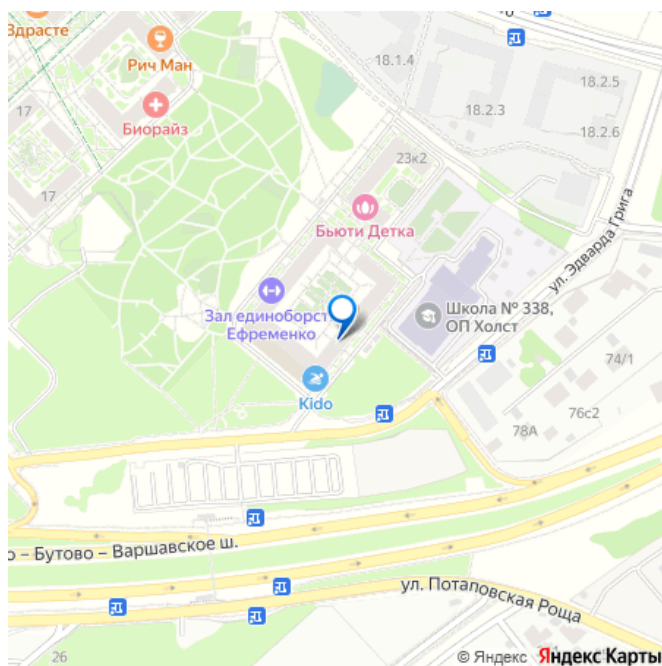 Здрасте
Рич Ман
18.1.4
18.2.5
18.2.3
18.2.6
17
Биорайз
17
23к2
Бьюти Детка
ул. Эдварда Грига
Зал единоборст
Ефременко
Школа № 338,
ОП Холст
74/1
Kido
76с2
78А
о – Бутово – Варшавское ш.
ул. Потаповская Роща
26
© Яндекс Яндекс Карты